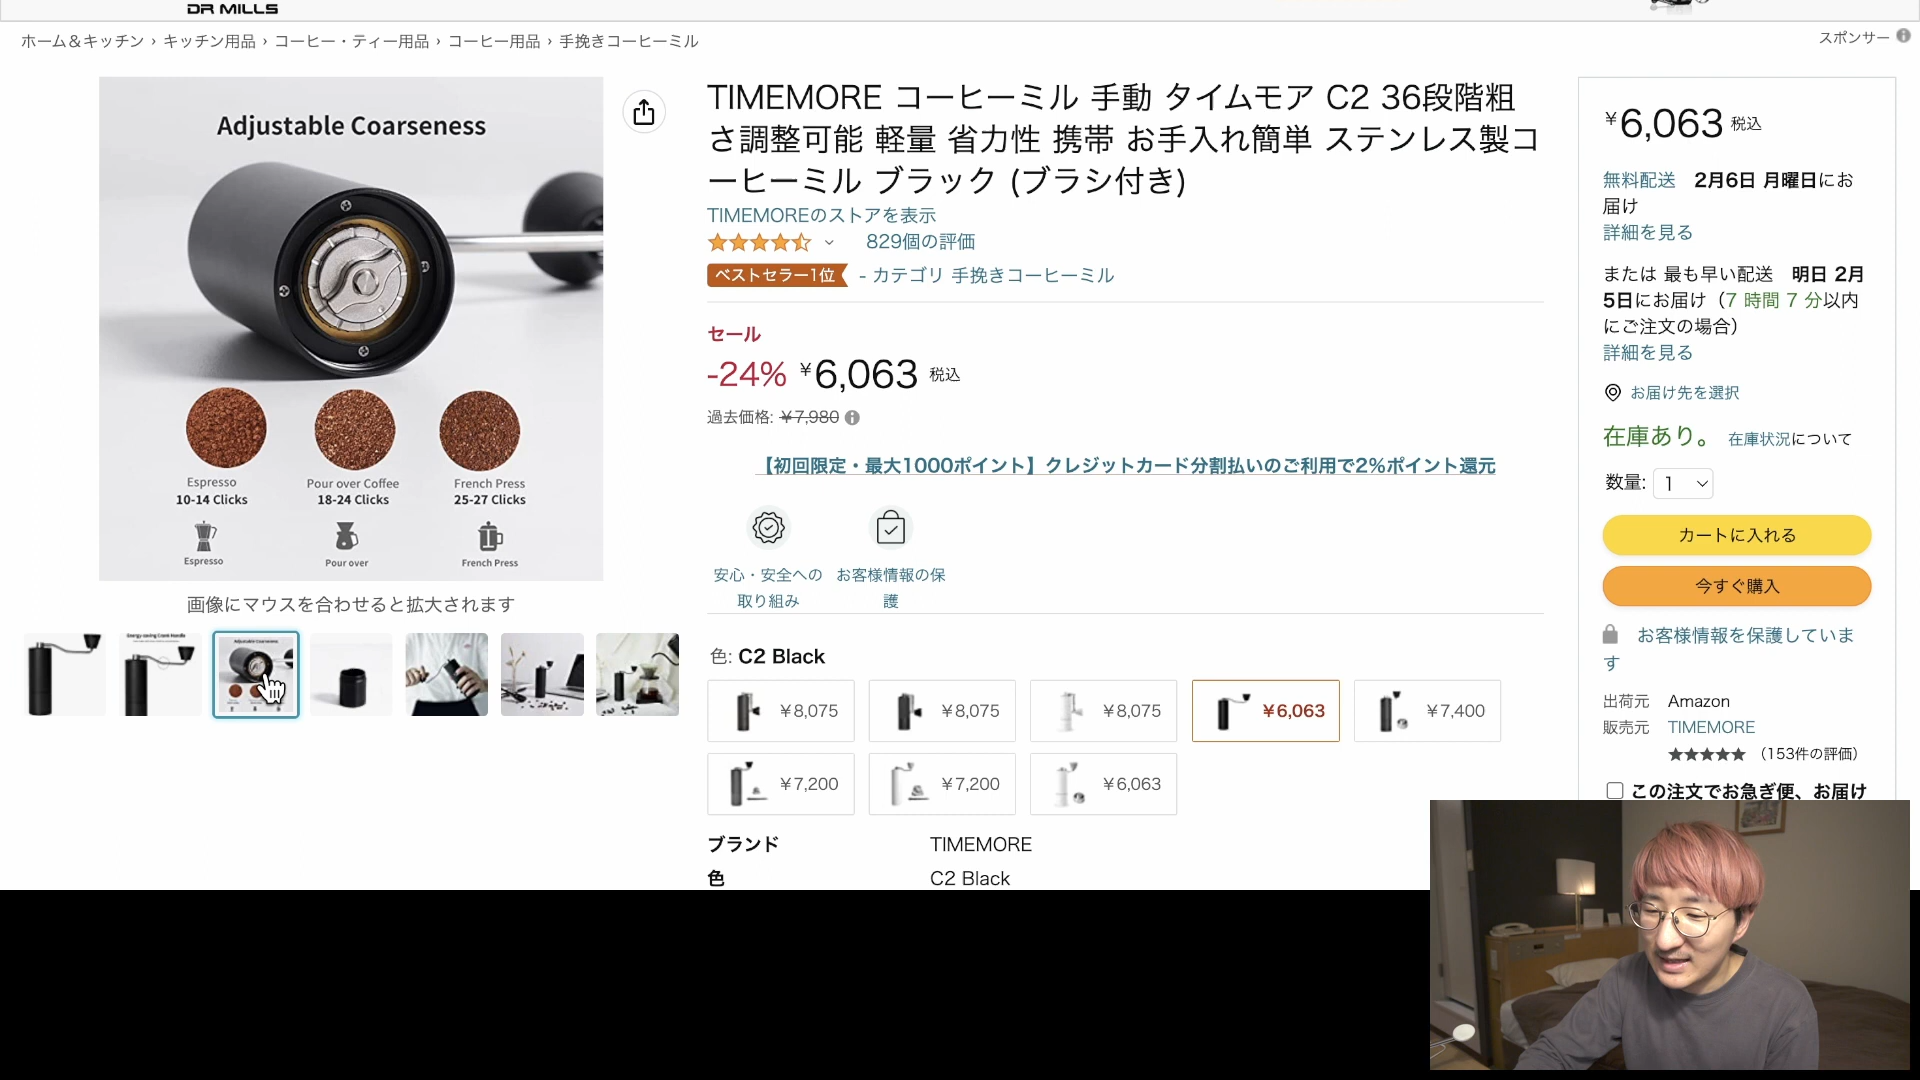 DR MILLS
ホーム＆キッチン › キッチン用品 › コーヒー・ティー用品 › コーヒー用品 › 手挽きコーヒーミル
スポンサー
Adjustable Coarseness
Espresso
10-14 Clicks
Pour over Coffee
18-24 Clicks
French Press
25-27 Clicks
Espresso
Pour over
French Press
画像にマウスを合わせると拡大されます
Energy-saving Crank Handle
Adjustable Coarseness
TIMEMORE コーヒーミル 手動 タイムモア C2 36段階粗
さ調整可能 軽量 省力性 携帯 お手入れ簡単 ステンレス製コ
ーヒーミル ブラック (ブラシ付き)
TIMEMOREのストアを表示
829個の評価
ベストセラー1位 - カテゴリ 手挽きコーヒーミル
セール
-24% ¥6,063 税込
過去価格: ¥7,980
【初回限定・最大1000ポイント】クレジットカード分割払いのご利用で2%ポイント還元
安心・安全への
取り組み
お客様情報の保
護
色: C2 Black
¥8,075
¥8,075
¥8,075
¥6,063
¥7,400
¥7,200
¥7,200
¥6,063
ブランド TIMEMORE
色 C2 Black
¥6,063 税込
無料配送 2月6日 月曜日にお
届け
詳細を見る
または 最も早い配送 明日 2月
5日にお届け（7 時間 7 分以内
にご注文の場合）
詳細を見る
お届け先を選択
在庫あり。 在庫状況について
数量: 1
カートに入れる
今すぐ購入
お客様情報を保護していま
す
出荷元 Amazon
販売元 TIMEMORE
★★★★★ （153件の評価）
この注文でお急ぎ便、お届け